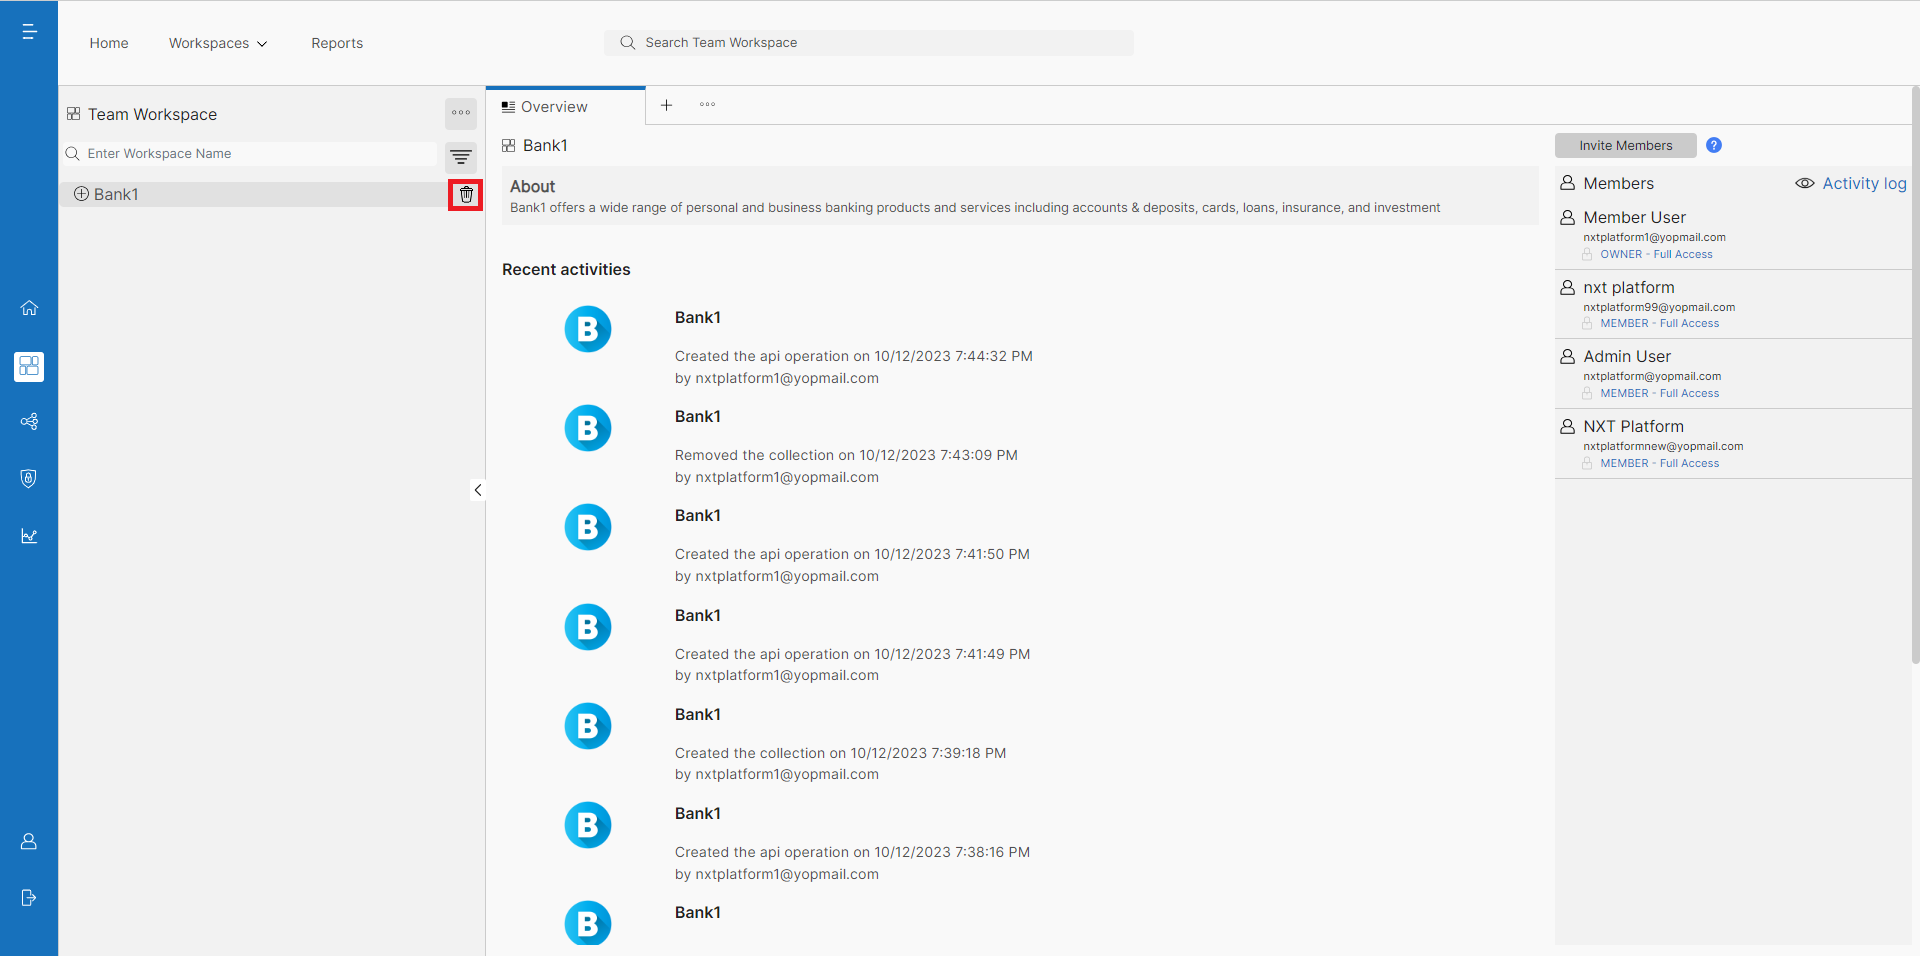 Home
Workspaces
Reports
Search Team Workspace
Team Workspace
Enter Workspace Name
Bank1
Overview
Bank1
About
Bank1 offers a wide range of personal and business banking products and services including accounts & deposits, cards, loans, insurance, and investment
Recent activities
B
Bank1
Created the api operation on 10/12/2023 7:44:32 PM
by nxtplatform1@yopmail.com
B
Bank1
Removed the collection on 10/12/2023 7:43:09 PM
by nxtplatform1@yopmail.com
B
Bank1
Created the api operation on 10/12/2023 7:41:50 PM
by nxtplatform1@yopmail.com
B
Bank1
Created the api operation on 10/12/2023 7:41:49 PM
by nxtplatform1@yopmail.com
B
Bank1
Created the collection on 10/12/2023 7:39:18 PM
by nxtplatform1@yopmail.com
B
Bank1
Created the api operation on 10/12/2023 7:38:16 PM
by nxtplatform1@yopmail.com
B
Bank1
Invite Members ?
Members
Activity log
Member User
nxtplatform1@yopmail.com
OWNER - Full Access
nxt platform
nxtplatform99@yopmail.com
MEMBER - Full Access
Admin User
nxtplatform@yopmail.com
MEMBER - Full Access
NXT Platform
nxtplatformnew@yopmail.com
MEMBER - Full Access